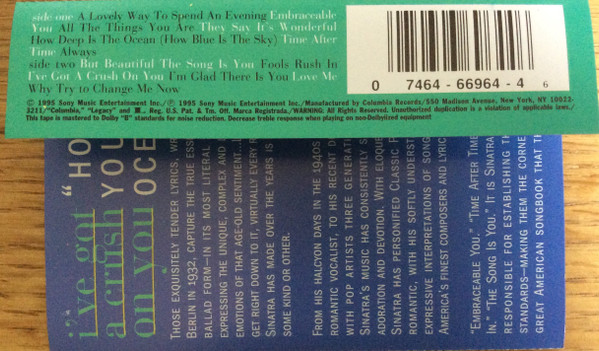 side one A Lovely Way To Spend An Evening Embraceable
You All The Things You Are They Say It's Wonderful
How Deep Is The Ocean (How Blue Is The Sky) Time After
Time Always
side two But Beautiful The Song Is You Fools Rush In
I've Got A Crush On You I'm Glad There Is You Love Me
Why Try to Change Me Now
0 7464-66964-4 6
© 1995 Sony Music Entertainment Inc./℗ 1995 Sony Music Entertainment Inc./Manufactured by Columbia Records/550 Madison Avenue, New York, NY 10022-
3211/"Columbia," "Legacy" and Reg. U.S. Pat. & Tm. Off. Marca Registrada./WARNING: All Rights Reserved. Unauthorized duplication is a violation of applicable laws./
This tape is mastered to Dolby "B" standards for noise reduction. Decrease treble response when playing on non-Dolbyized equipment
i've got
a crush
on you
"HO
YOU
OCE
THOSE EXQUISITELY TENDER LYRICS, WR
BERLIN IN 1932, CAPTURE THE TRUE ESS
BALLAD FORM—IN ITS MOST LITERAL
EXPRESSING THE UNIQUE, COMPLEX AND
EMOTIONS OF THAT AGE-OLD SENTIMENT...
GET RIGHT DOWN TO IT, VIRTUALLY EVERY R
SINATRA HAS MADE OVER THE YEARS IS
SOME KIND OR OTHER.
FROM HIS HALCYON DAYS IN THE 1940S
ROMANTIC VOCALIST, TO HIS RECENT D
WITH POP ARTISTS THREE GENERATI
SINATRA'S MUSIC HAS CONSISTENTLY S
ADORATION AND DEVOTION. WITH ELOQUE
SINATRA HAS PERSONIFIED CLASSIC
ROMANTIC, WITH HIS SOFTLY UNDERST
EXPRESSIVE INTERPRETATIONS OF SONG
AMERICA'S FINEST COMPOSERS AND LYRIC
"EMBRACEABLE YOU," "TIME AFTER TIME
IN," "THE SONG IS YOU." IT IS SINATRA
RESPONSIBLE FOR ESTABLISHING TH
STANDARDS—MAKING THEM THE CORNE
GREAT AMERICAN SONGBOOK THAT TH